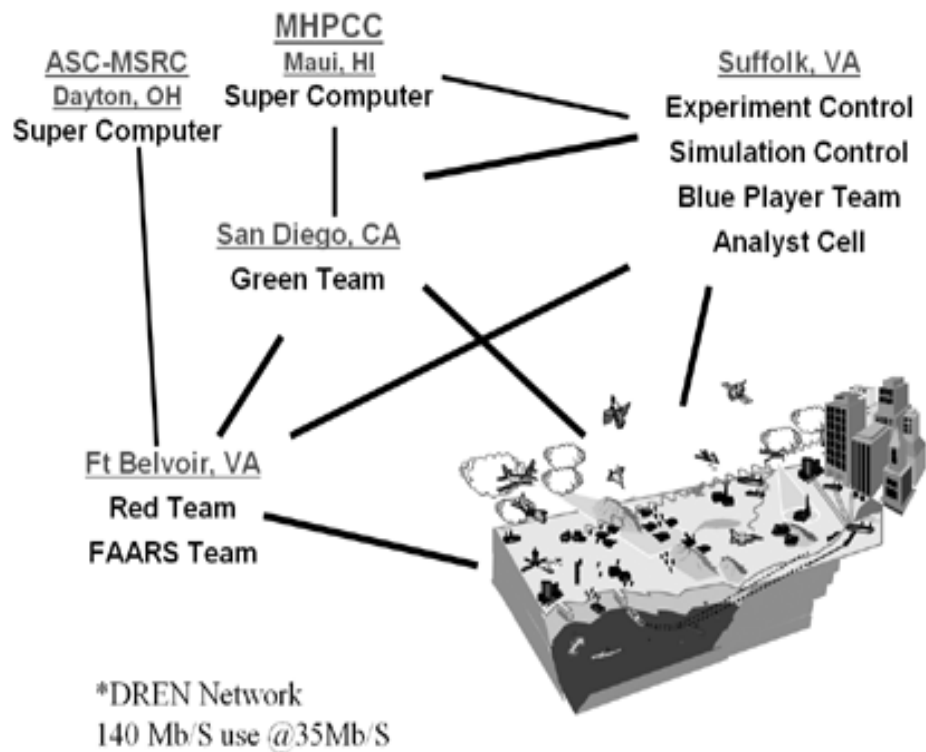 MHPCC
Maui, HI
Super Computer
ASC-MSRC
Dayton, OH
Super Computer
Suffolk, VA
Experiment Control
Simulation Control
Blue Player Team
Analyst Cell
San Diego, CA
Green Team
Ft Belvoir, VA
Red Team
FAARS Team
*DREN Network
140 Mb/S use @35Mb/S